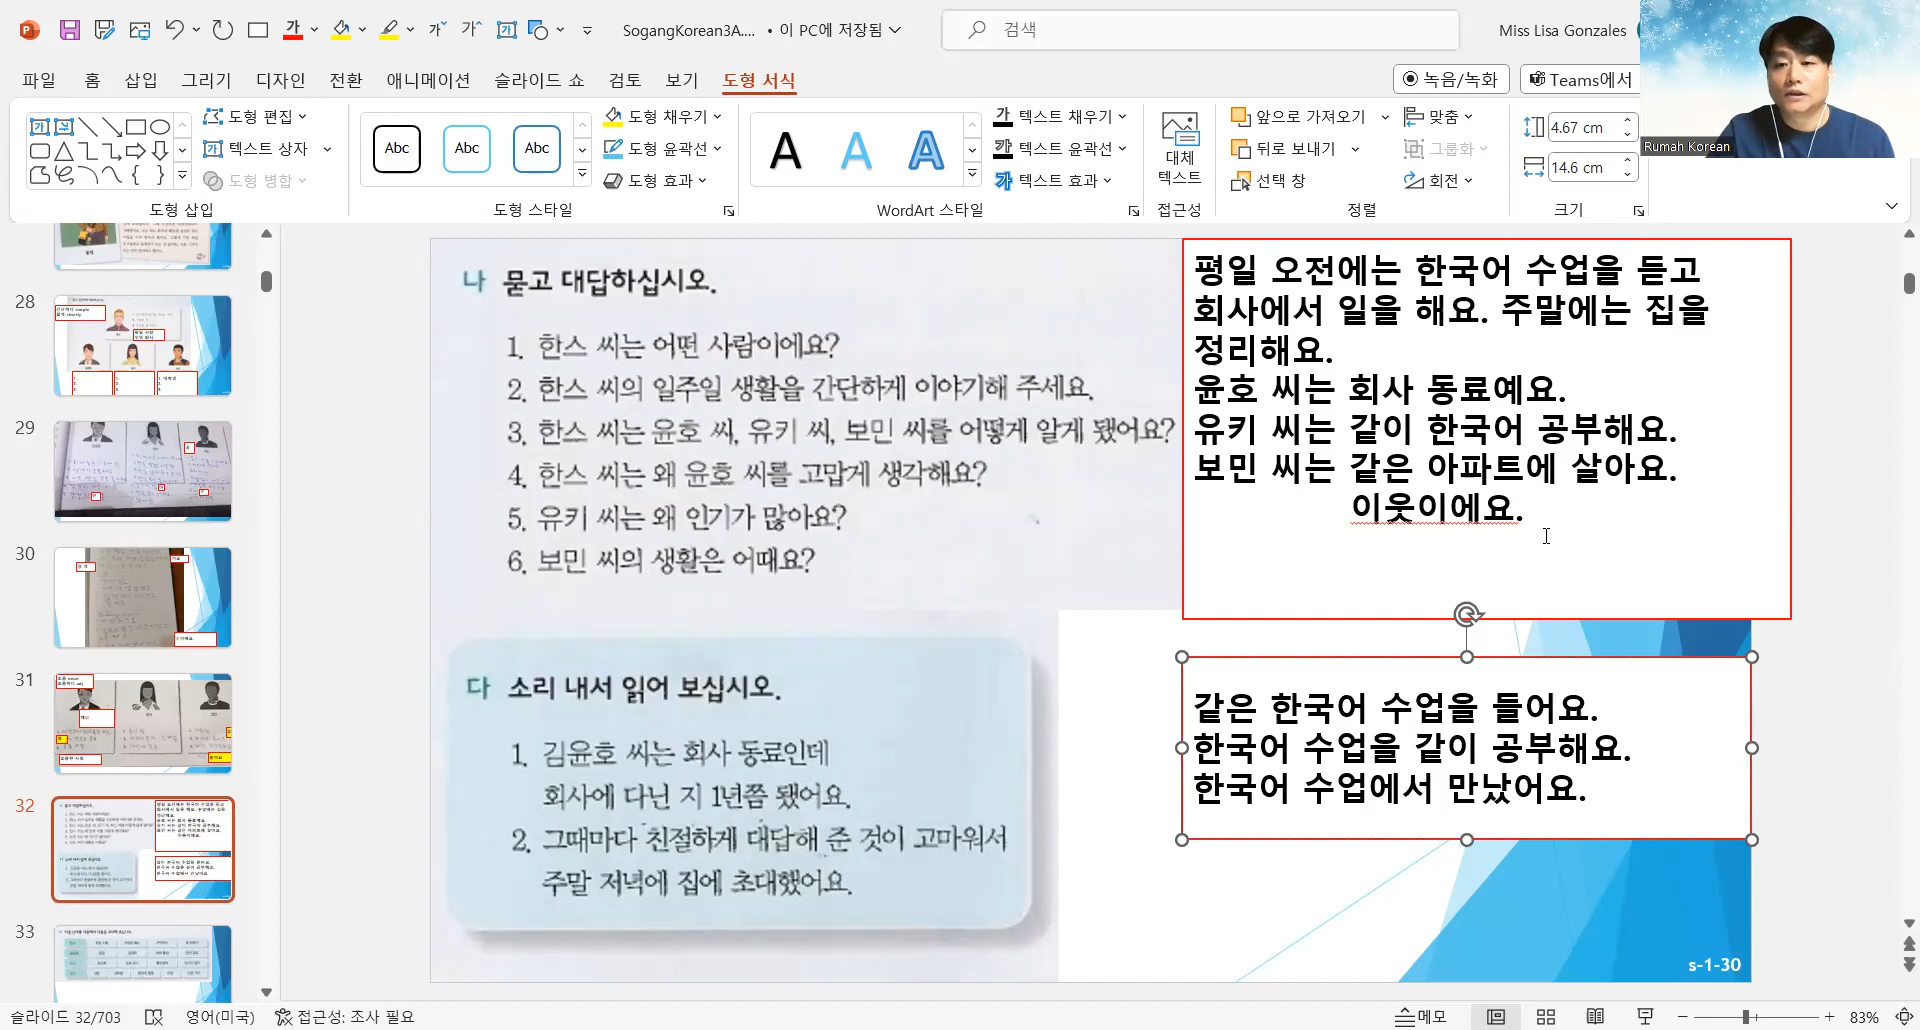 SogangKorean3A.... • 이 PC에 저장됨
검색
Miss Lisa Gonzales
파일 홈 삽입 그리기 디자인 전환 애니메이션 슬라이드 쇼 검토 보기 도형 서식
녹음/녹화
Teams에서
Rumah Korean
도형 편집
텍스트 상자
도형 병합
도형 삽입
Abc Abc Abc
도형 채우기
도형 윤곽선
도형 효과
도형 스타일
A A A
텍스트 채우기
텍스트 윤곽선
텍스트 효과
WordArt 스타일
대체
텍스트
접근성
앞으로 가져오기
뒤로 보내기
선택 창
맞춤
그룹화
회전
정렬
4.67 cm
14.6 cm
크기
28
29
30
31
32
33
나 묻고 대답하십시오.
1. 한스 씨는 어떤 사람이에요?
2. 한스 씨의 일주일 생활을 간단하게 이야기해 주세요.
3. 한스 씨는 윤호 씨, 유키 씨, 보민 씨를 어떻게 알게 됐어요?
4. 한스 씨는 왜 윤호 씨를 고맙게 생각해요?
5. 유키 씨는 왜 인기가 많아요?
6. 보민 씨의 생활은 어때요?
다 소리 내서 읽어 보십시오.
1. 김윤호 씨는 회사 동료인데
회사에 다닌 지 1년쯤 됐어요.
2. 그때마다 친절하게 대답해 준 것이 고마워서
주말 저녁에 집에 초대했어요.
평일 오전에는 한국어 수업을 듣고
회사에서 일을 해요. 주말에는 집을
정리해요.
윤호 씨는 회사 동료예요.
유키 씨는 같이 한국어 공부해요.
보민 씨는 같은 아파트에 살아요.
이웃이에요.
같은 한국어 수업을 들어요.
한국어 수업을 같이 공부해요.
한국어 수업에서 만났어요.
s-1-30
슬라이드 32/703
영어(미국)
접근성: 조사 필요
메모
83%